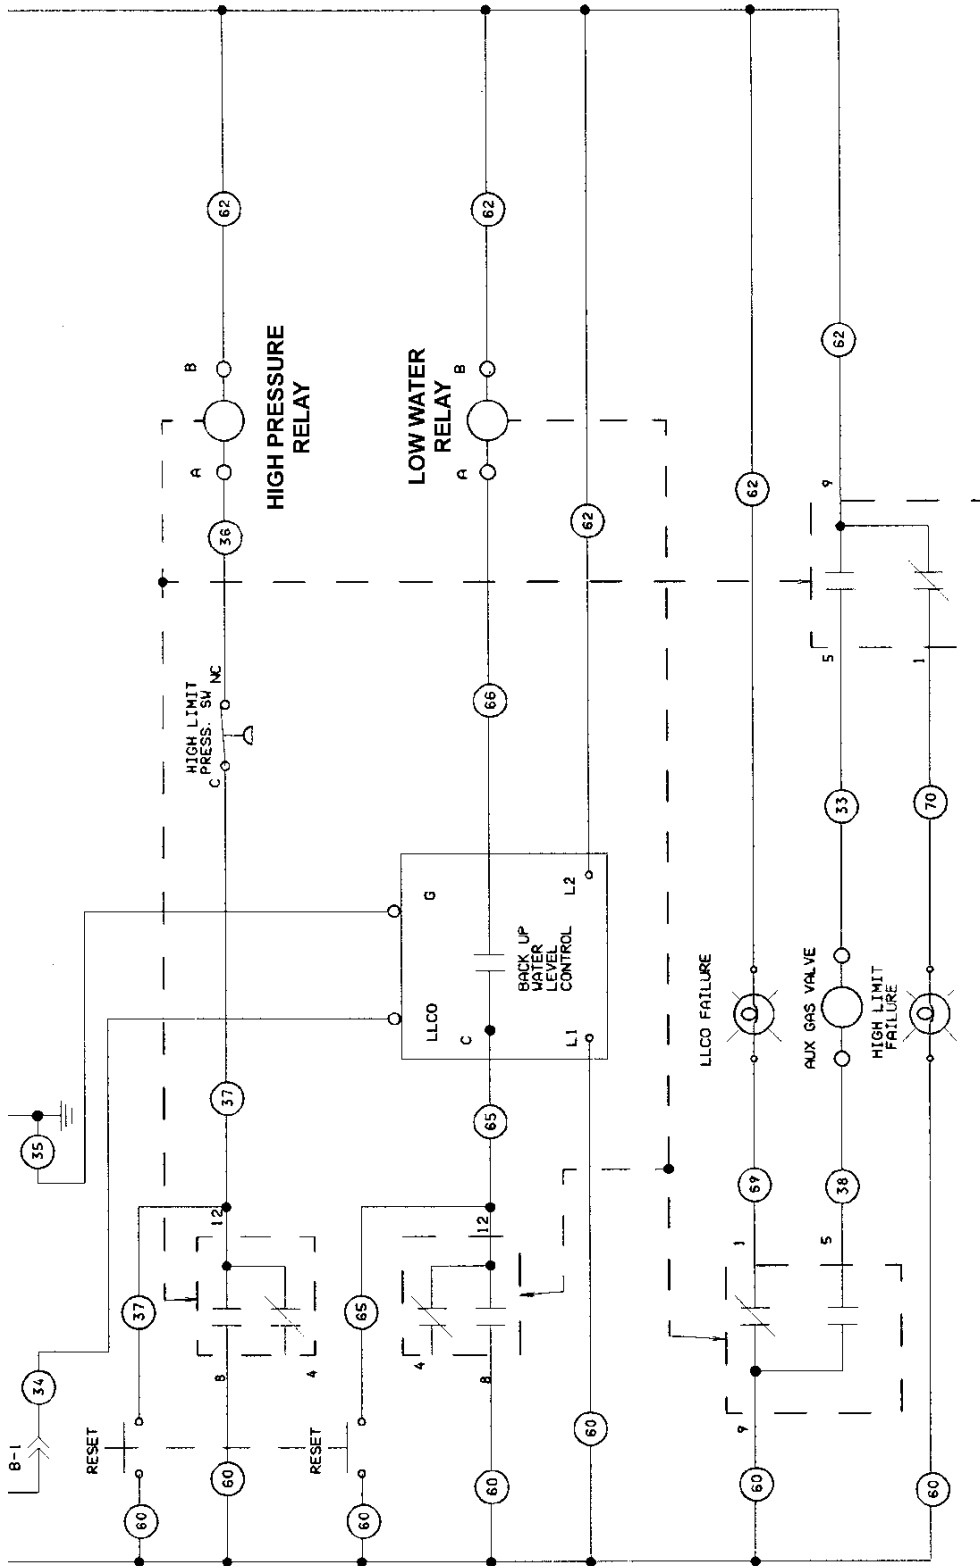 62
62
62
62
62
B
A
HIGH PRESSURE
RELAY
B
A
LOW WATER
RELAY
36
62
62
9
HIGH LIMIT
PRESS. SW
NC
C
66
5
1
33
70
G
LLCO
C
BACK UP
WATER
LEVEL
CONTROL
L2
L1
LLCO FAILURE
AUX GAS VALVE
HIGH LIMIT
FAILURE
35
37
65
69
38
12
12
1
5
37
65
8
4
4
8
34
B-1
RESET
RESET
9
60
60
60
60
60
60
60